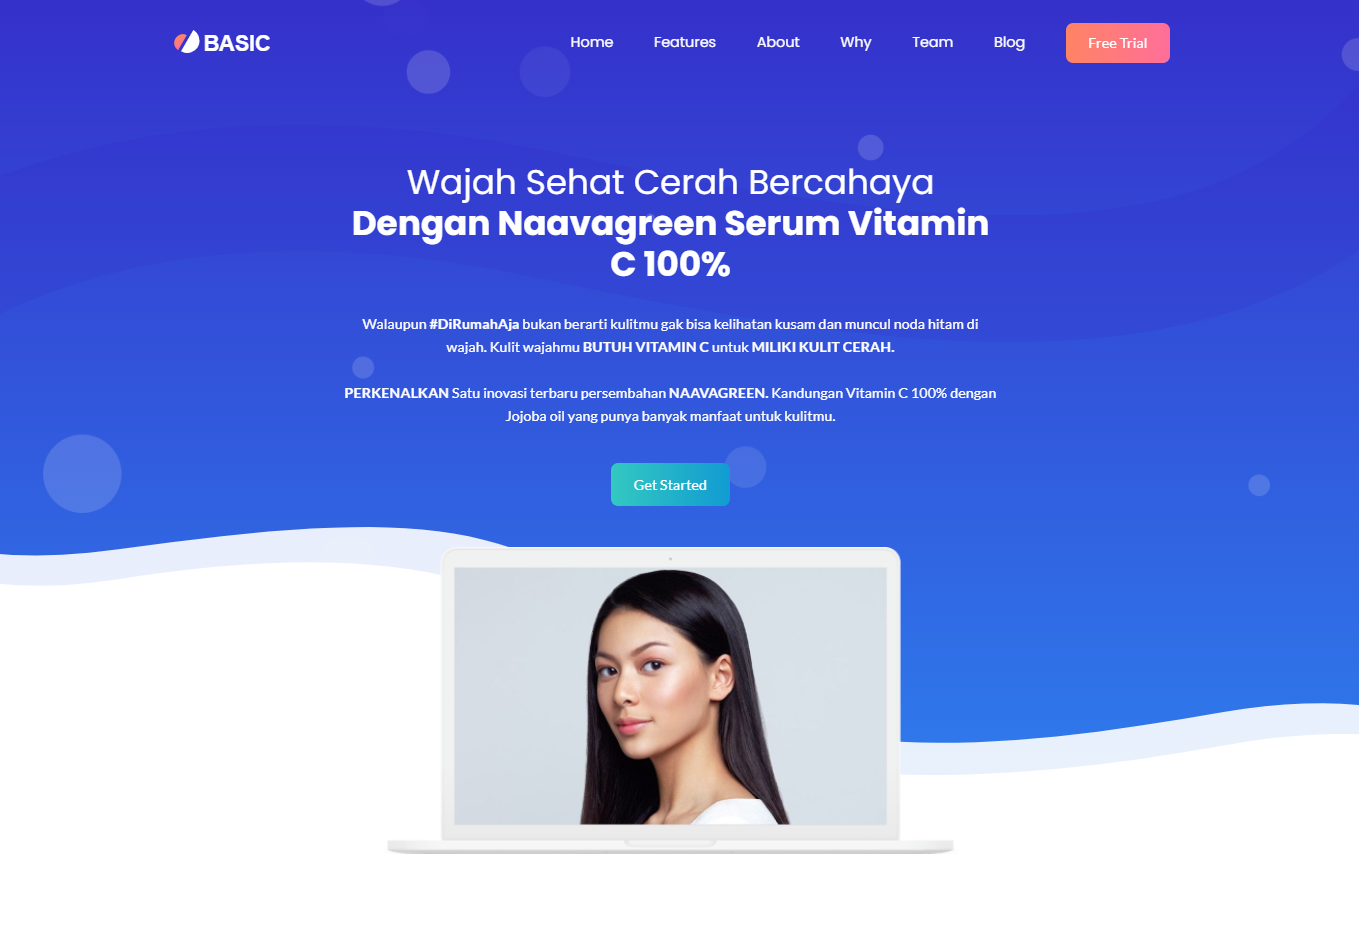 BASIC
Home Features About Why Team Blog Free Trial
Wajah Sehat Cerah Bercahaya
Dengan Naavagreen Serum Vitamin
C 100%
Walaupun #DiRumahAja bukan berarti kulitmu gak bisa kelihatan kusam dan muncul noda hitam di
wajah. Kulit wajahmu BUTUH VITAMIN C untuk MILIKI KULIT CERAH.
PERKENALKAN Satu inovasi terbaru persembahan NAAVAGREEN. Kandungan Vitamin C 100% dengan
Jojoba oil yang punya banyak manfaat untuk kulitmu.
Get Started